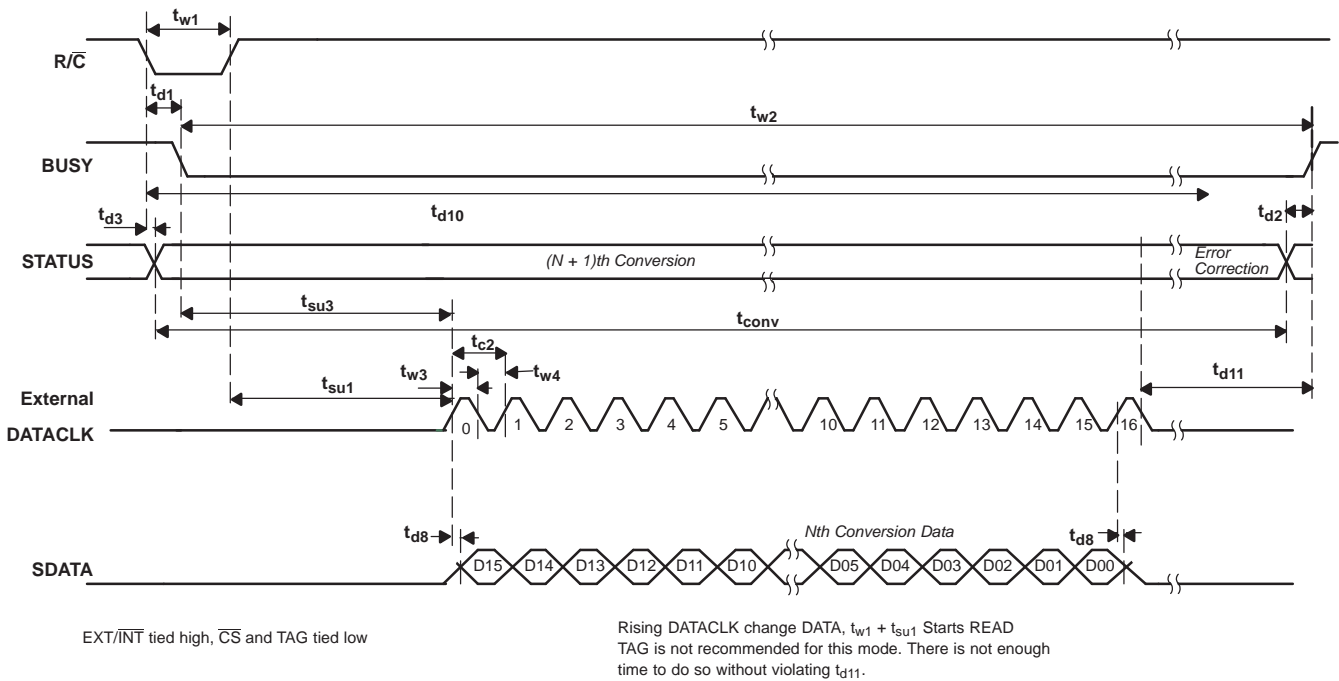 tw1
R/C
td1
tw2
BUSY
td3
td10
td2
STATUS
(N + 1)th Conversion
Error
Correction
tsu3
tconv
tc2
tw3
tw4
tsu1
td11
External
DATACLK
0 1 2 3 4 5 10 11 12 13 14 15 16
Nth Conversion Data
td8
td8
SDATA
D15 D14 D13 D12 D11 D10 D05 D04 D03 D02 D01 D00
EXT/INT tied high, CS and TAG tied low
Rising DATACLK change DATA, tw1 + tsu1 Starts READ
TAG is not recommended for this mode. There is not enough
time to do so without violating td11.